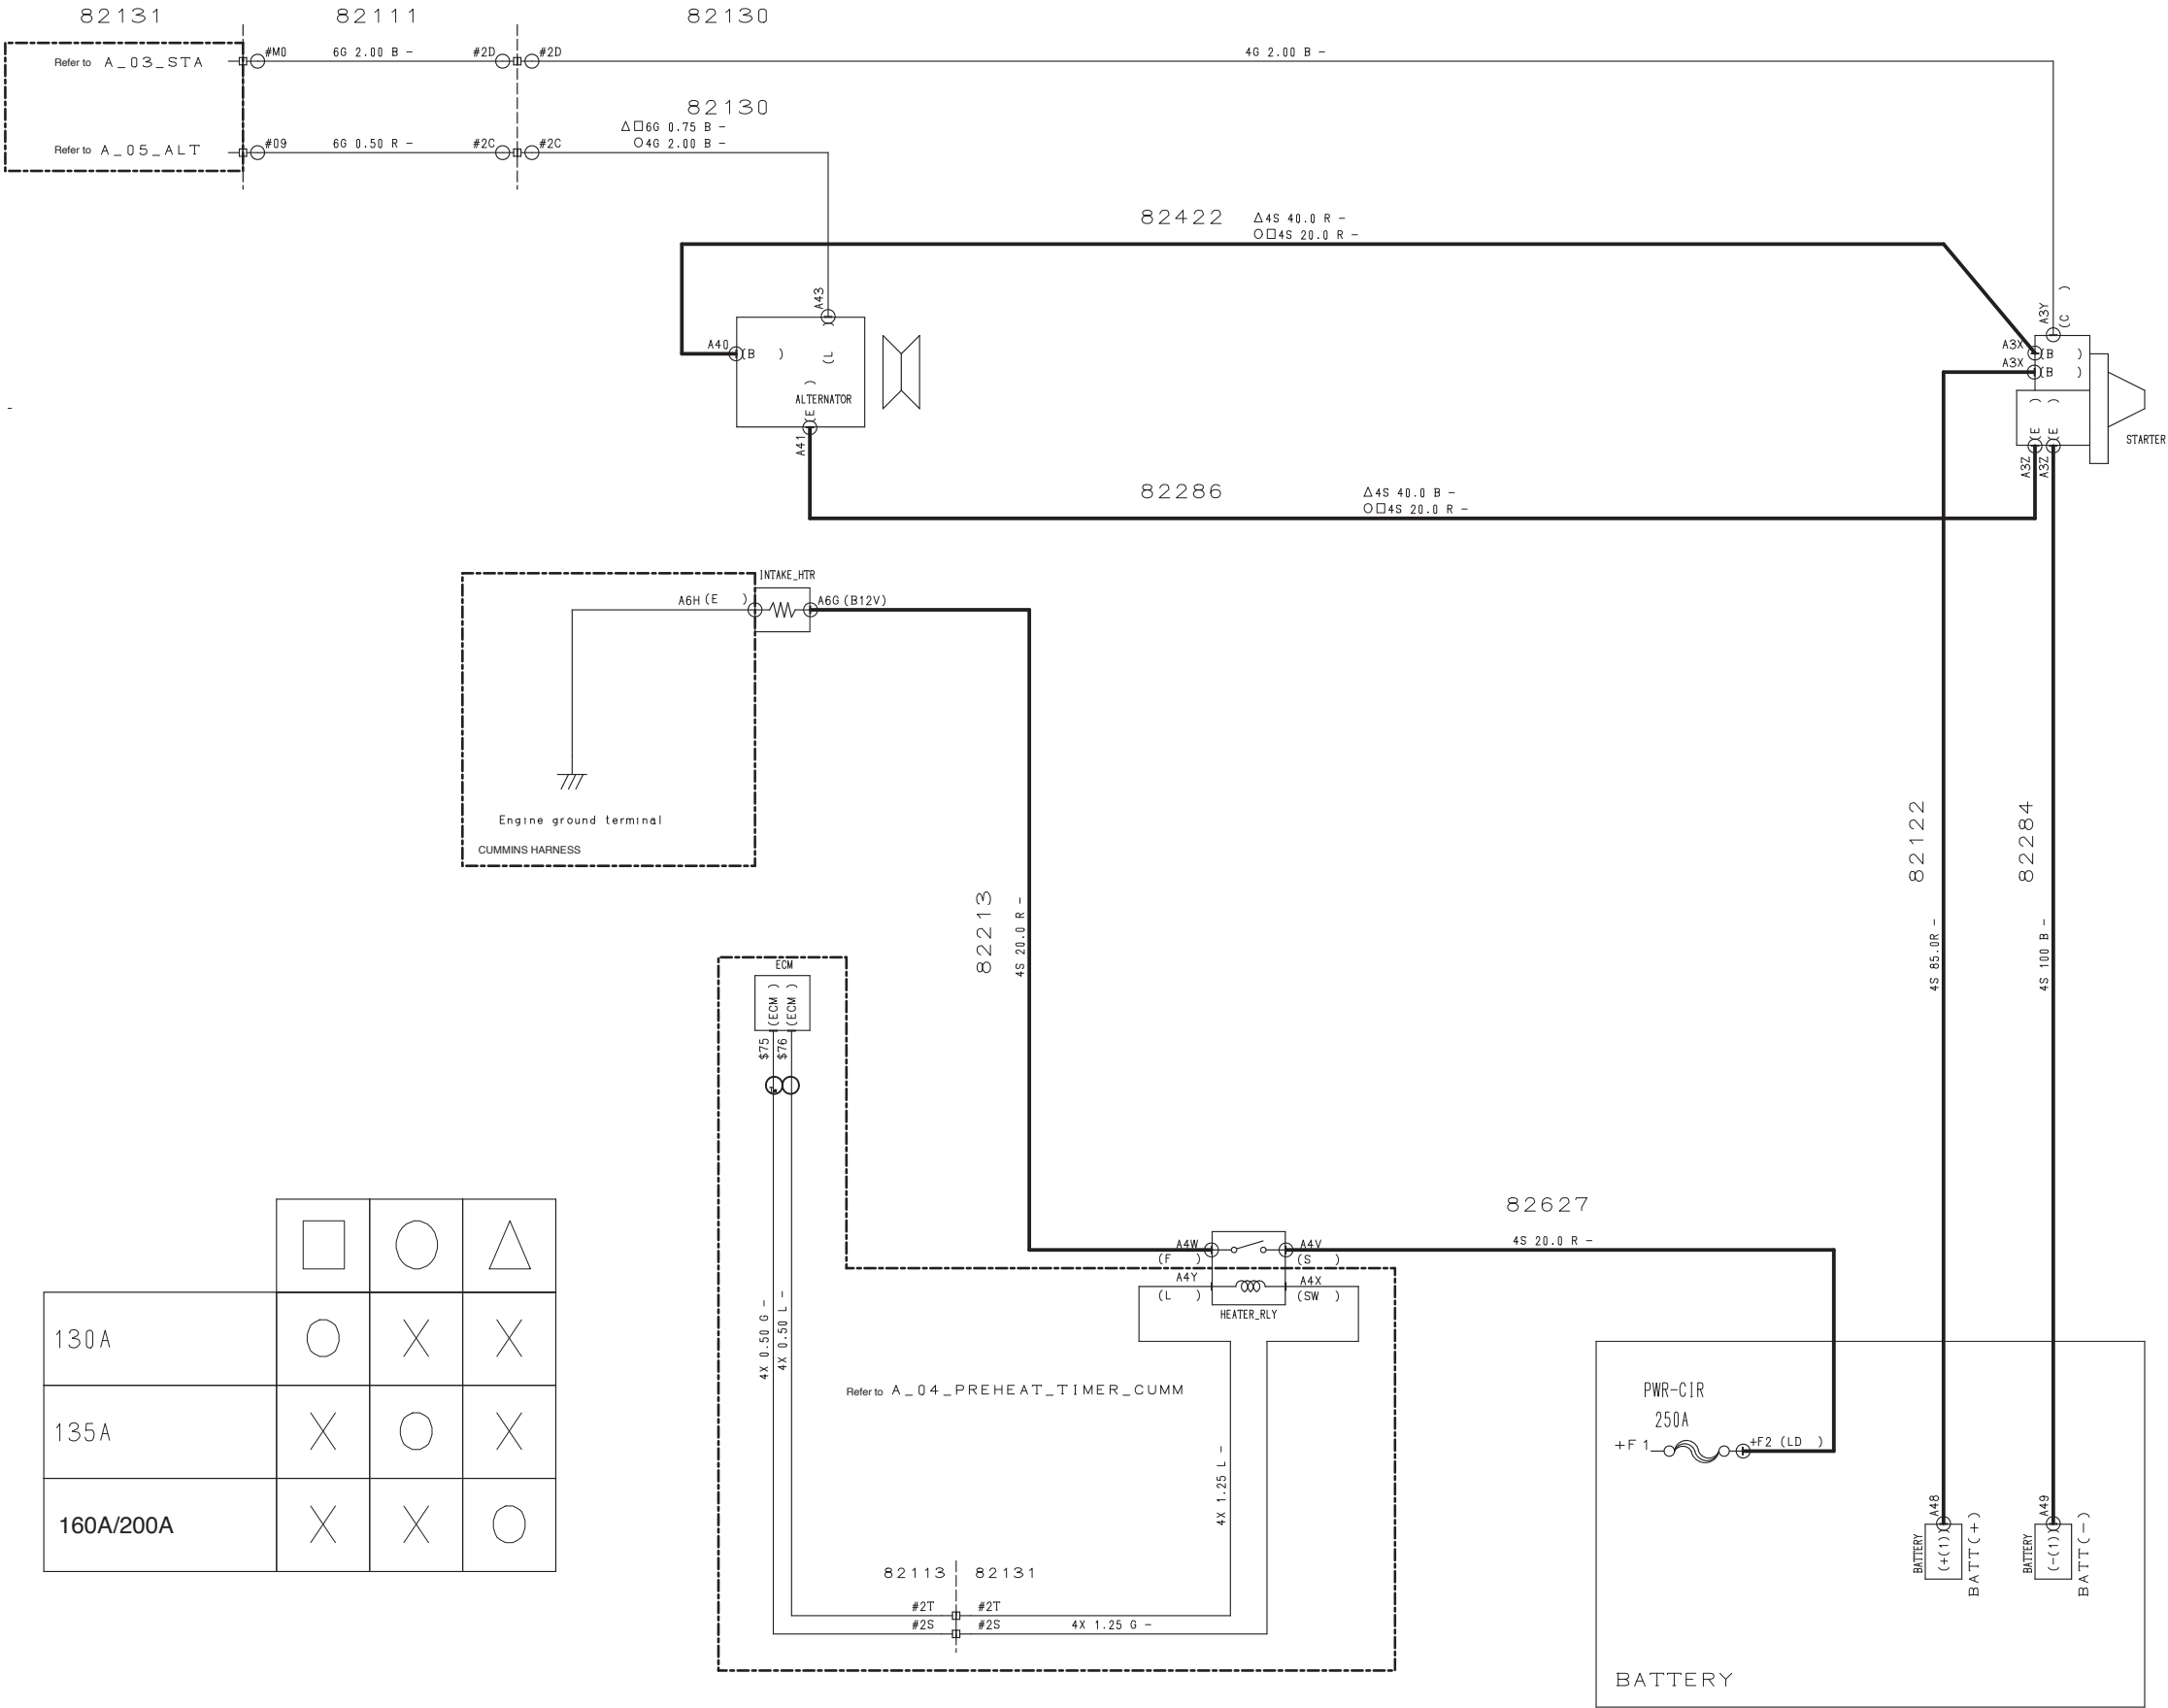 82131 82111 82130
Refer to A_03_STA
#M0 6G 2.00 B - #2D #2D 4G 2.00 B -
82130
△□6G 0.75 B -
○4G 2.00 B -
Refer to A_05_ALT
#09 6G 0.50 R - #2C #2C
82422
△4S 40.0 R -
○□4S 20.0 R -
A43
(L )
A40 (B )
ALTERNATOR
(E )
A41
A3Y
(C )
A3X (B )
A3X (B )
(E ) (E )
A3Z A3Z
STARTER
-
82286
△4S 40.0 B -
○□4S 20.0 R -
INTAKE_HTR
A6H (E ) A6G (B12V)
Engine ground terminal
CUMMINS HARNESS
82122
4S 85.0R -
82284
4S 100 B -
82213
4S 20.0 R -
ECM
(ECM ) (ECM )
$75 $76
4X 0.50 G -
4X 0.50 L -
82627
4S 20.0 R -
A4W (F ) A4V (S )
A4Y (L ) A4X (SW )
HEATER_RLY
Refer to A_04_PREHEAT_TIMER_CUMM
4X 1.25 L -
82113 82131
#2T #2T
#2S #2S 4X 1.25 G -
PWR-CIR
250A
+F 1 +F2 (LD )
A48
BATTERY (+(1)) BATT(+)
A49
BATTERY (-(1)) BATT(-)
BATTERY
□ ○ △
130A ○ X X
135A X ○ X
160A/200A X X ○